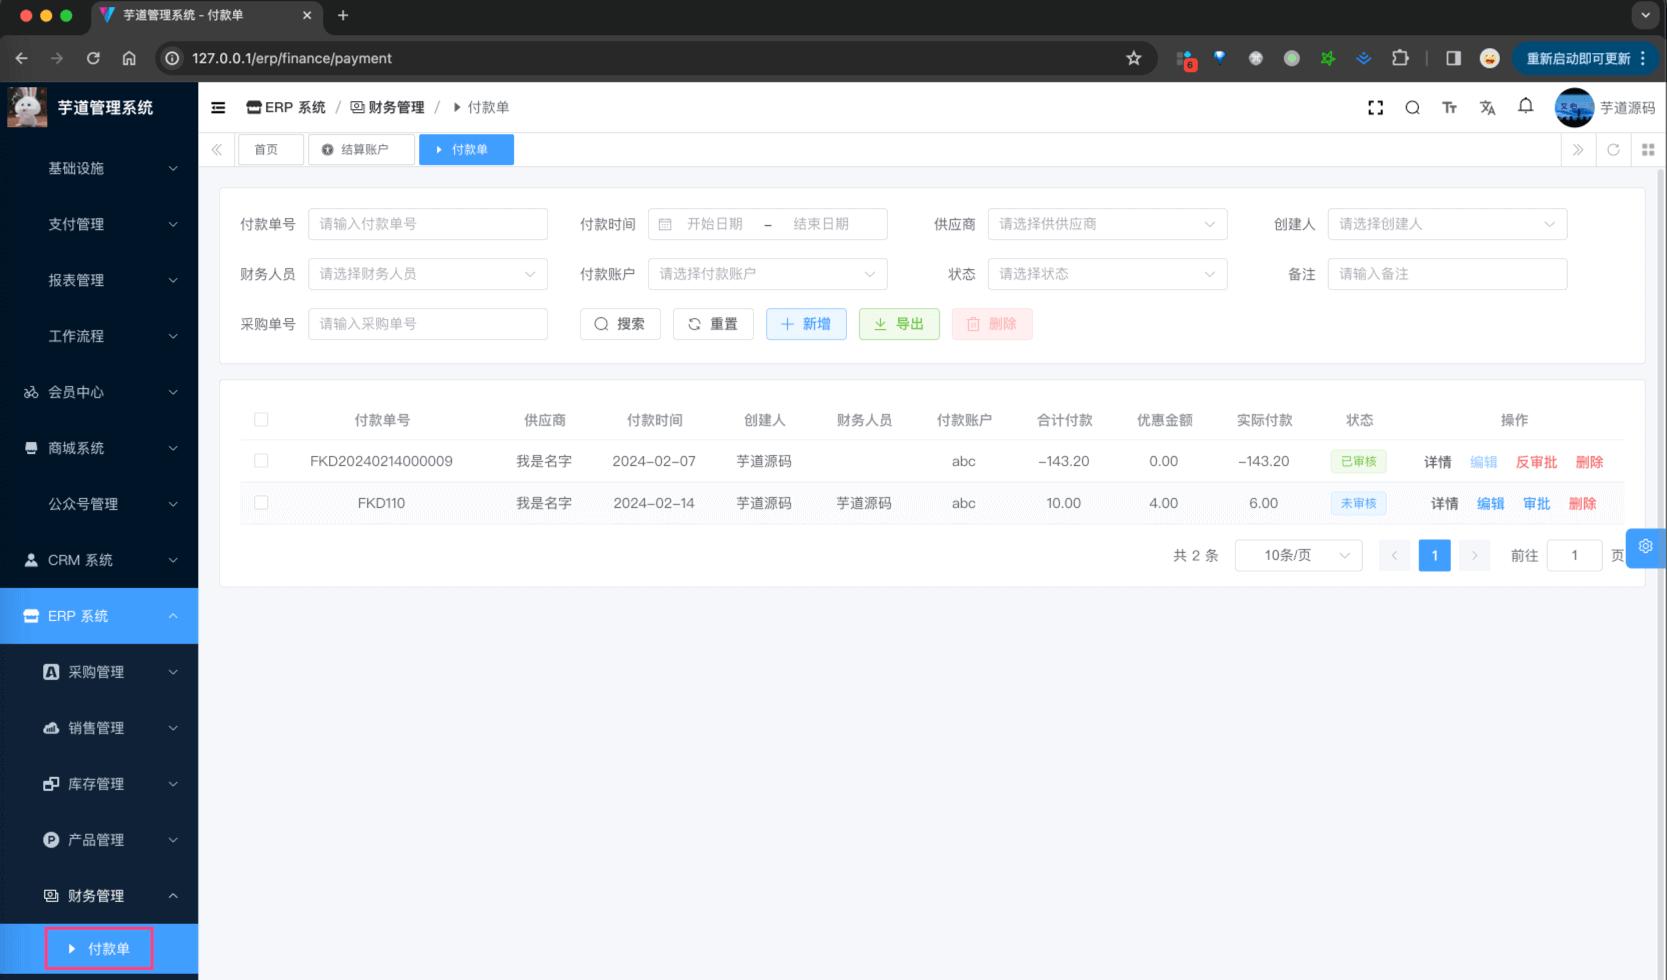 芋道管理系统 - 付款单
127.0.0.1/erp/finance/payment
6
重新启动即可更新
芋道管理系统
ERP 系统 / 财务管理 / 付款单
芋道源码
首页
结算账户
付款单
基础设施
支付管理
报表管理
工作流程
会员中心
商城系统
公众号管理
CRM 系统
ERP 系统
采购管理
销售管理
库存管理
产品管理
财务管理
付款单
付款单号 请输入付款单号 付款时间 开始日期 - 结束日期 供应商 请选择供供应商 创建人 请选择创建人
财务人员 请选择财务人员 付款账户 请选择付款账户 状态 请选择状态 备注 请输入备注
采购单号 请输入采购单号 搜索 重置 新增 导出 删除
付款单号 供应商 付款时间 创建人 财务人员 付款账户 合计付款 优惠金额 实际付款 状态 操作
FKD20240214000009 我是名字 2024-02-07 芋道源码 abc -143.20 0.00 -143.20 已审核 详情 编辑 反审批 删除
FKD110 我是名字 2024-02-14 芋道源码 芋道源码 abc 10.00 4.00 6.00 未审核 详情 编辑 审批 删除
共 2 条 10条/页 1 前往 1 页